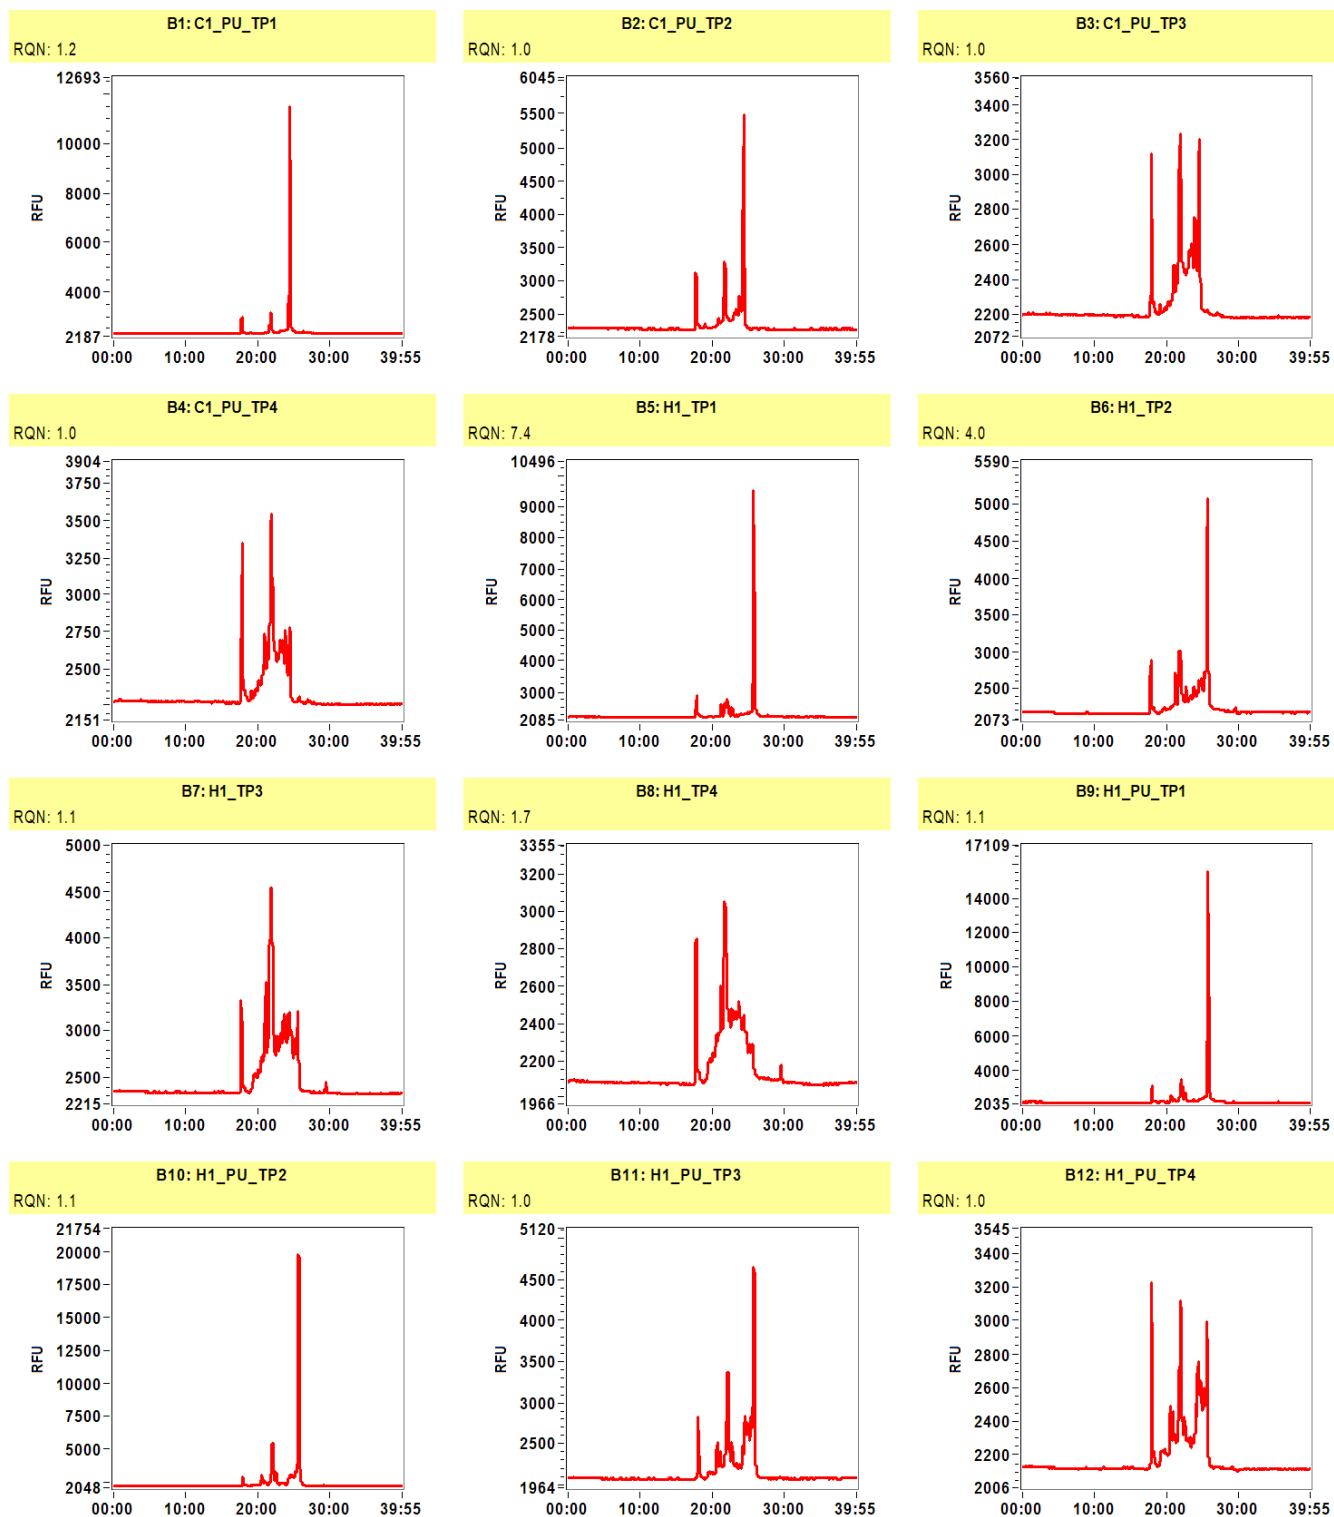 B1: C1_PU_TP1
RQN: 1.2
12693
10000
8000
6000
4000
2187
RFU
00:00 10:00 20:00 30:00 39:55
B2: C1_PU_TP2
RQN: 1.0
6045
5500
5000
4500
4000
3500
3000
2500
2178
RFU
00:00 10:00 20:00 30:00 39:55
B3: C1_PU_TP3
RQN: 1.0
3560
3400
3200
3000
2800
2600
2400
2200
2072
RFU
00:00 10:00 20:00 30:00 39:55
B4: C1_PU_TP4
RQN: 1.0
3904
3750
3500
3250
3000
2750
2500
2151
RFU
00:00 10:00 20:00 30:00 39:55
B5: H1_TP1
RQN: 7.4
10496
9000
8000
7000
6000
5000
4000
3000
2085
RFU
00:00 10:00 20:00 30:00 39:55
B6: H1_TP2
RQN: 4.0
5590
5000
4500
4000
3500
3000
2500
2073
RFU
00:00 10:00 20:00 30:00 39:55
B7: H1_TP3
RQN: 1.1
5000
4500
4000
3500
3000
2500
2215
RFU
00:00 10:00 20:00 30:00 39:55
B8: H1_TP4
RQN: 1.7
3355
3200
3000
2800
2600
2400
2200
1966
RFU
00:00 10:00 20:00 30:00 39:55
B9: H1_PU_TP1
RQN: 1.1
17109
14000
12000
10000
8000
6000
4000
2035
RFU
00:00 10:00 20:00 30:00 39:55
B10: H1_PU_TP2
RQN: 1.1
21754
20000
17500
15000
12500
10000
7500
5000
2048
RFU
00:00 10:00 20:00 30:00 39:55
B11: H1_PU_TP3
RQN: 1.0
5120
4500
4000
3500
3000
2500
1964
RFU
00:00 10:00 20:00 30:00 39:55
B12: H1_PU_TP4
RQN: 1.0
3545
3400
3200
3000
2800
2600
2400
2200
2006
RFU
00:00 10:00 20:00 30:00 39:55